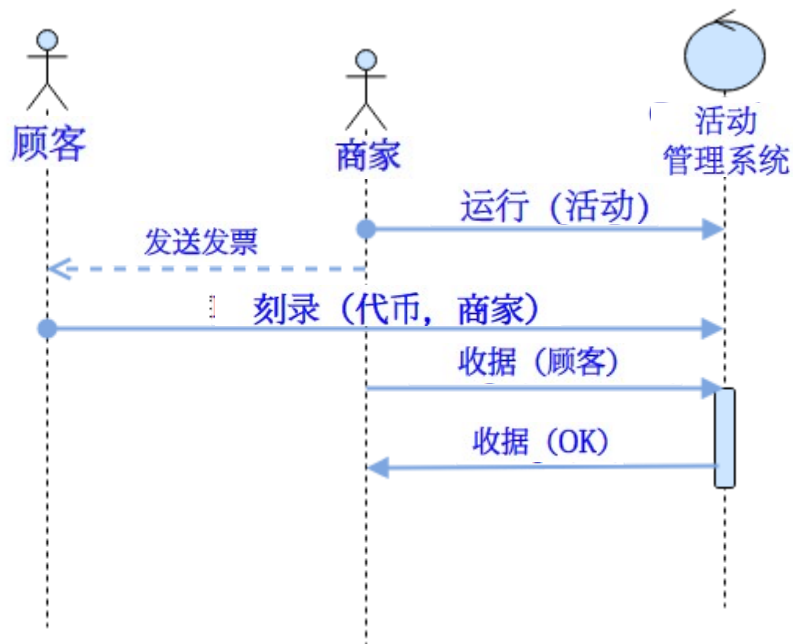 顾客
商家
活动
管理系统
运行（活动）
发送发票
刻录（代币，商家）
收据（顾客）
收据（OK）